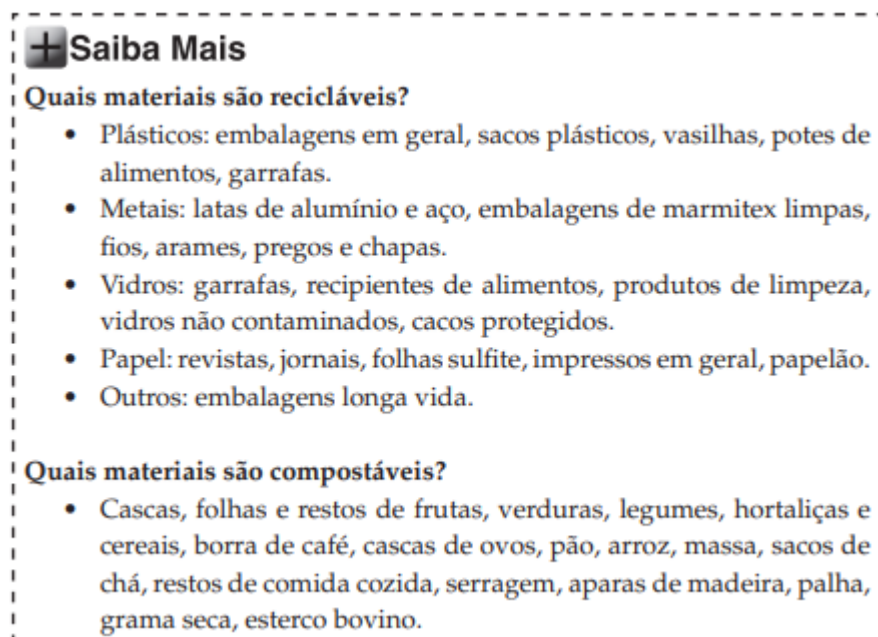 Saiba Mais
Quais materiais são recicláveis?
• Plásticos: embalagens em geral, sacos plásticos, vasilhas, potes de
alimentos, garrafas.
• Metais: latas de alumínio e aço, embalagens de marmitex limpas,
fios, arames, pregos e chapas.
• Vidros: garrafas, recipientes de alimentos, produtos de limpeza,
vidros não contaminados, cacos protegidos.
• Papel: revistas, jornais, folhas sulfite, impressos em geral, papelão.
• Outros: embalagens longa vida.
Quais materiais são compostáveis?
• Cascas, folhas e restos de frutas, verduras, legumes, hortaliças e
cereais, borra de café, cascas de ovos, pão, arroz, massa, sacos de
chá, restos de comida cozida, serragem, aparas de madeira, palha,
grama seca, esterco bovino.